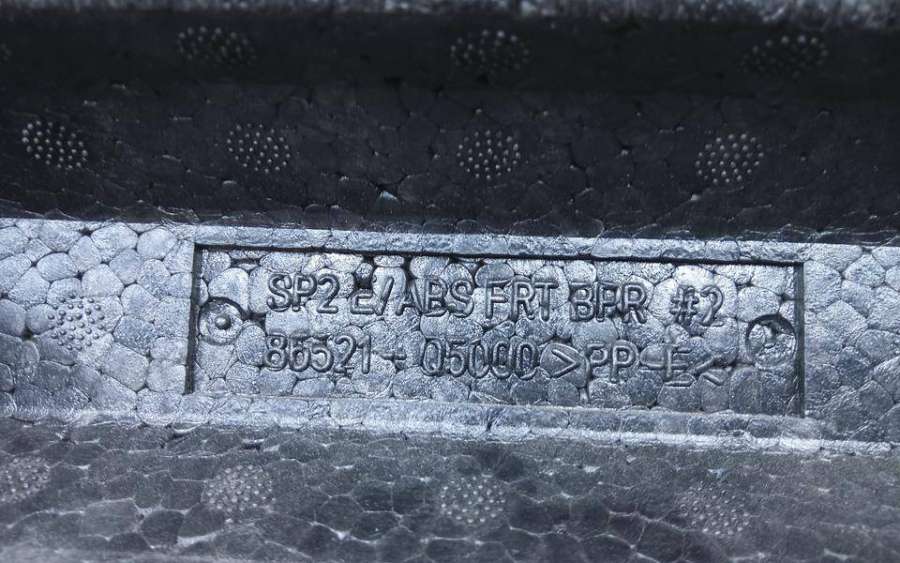 SP2 E/ABS FRT BPR #2
86521 - Q5000 >PP-E<